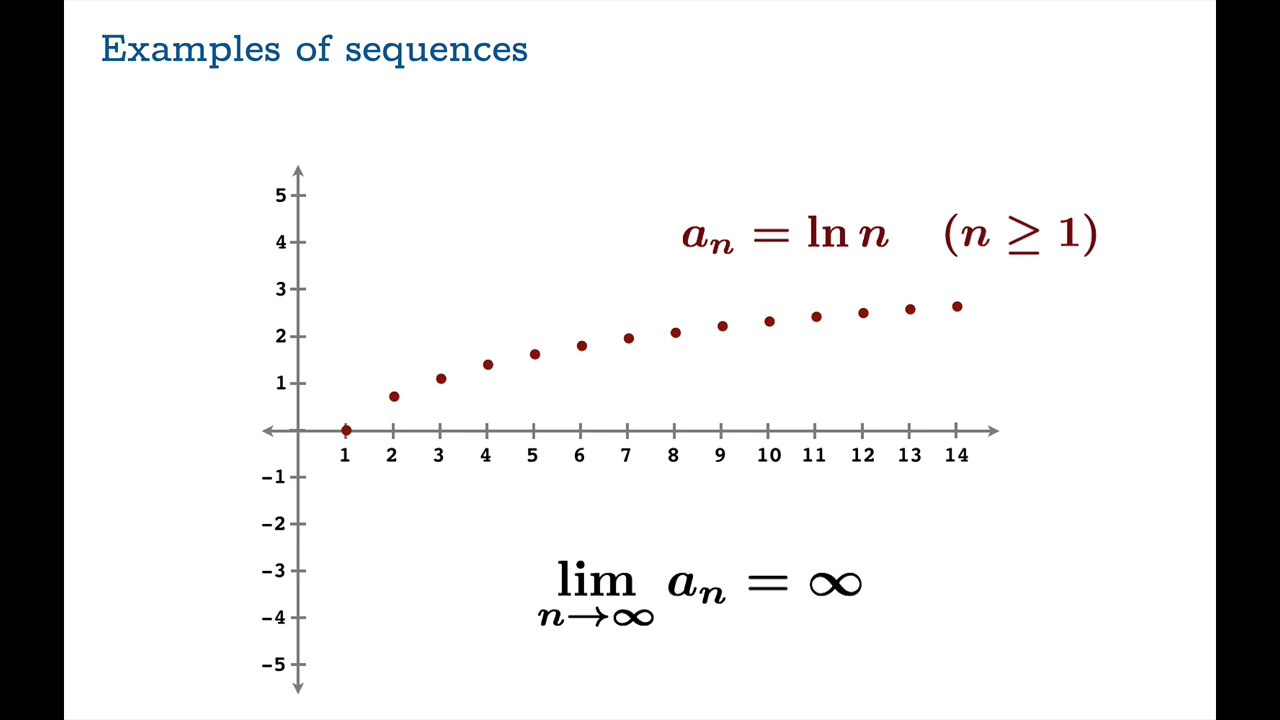 Examples of sequences
5
4
3
2
1
-1
-2
-3
-4
-5
1 2 3 4 5 6 7 8 9 10 11 12 13 14
aₙ = ln n (n ≥ 1)
lim aₙ = ∞
n→∞